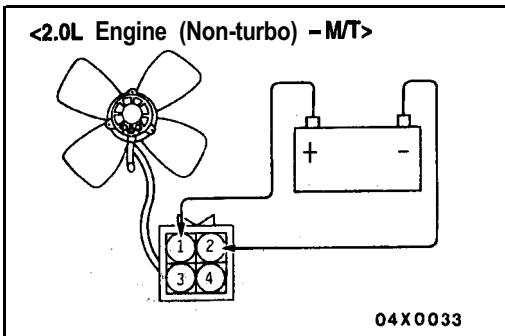 <2.0L Engine (Non-turbo) – M/T>
+ -
1 2
3 4
04X0033